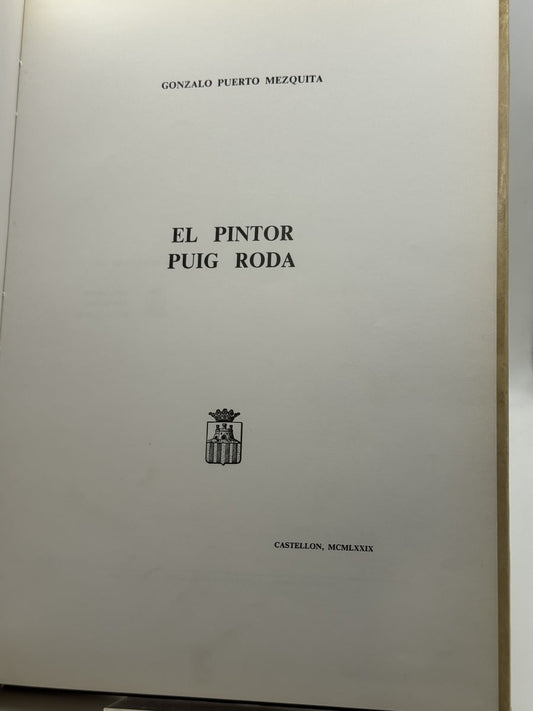 GONZALO PUERTO MEZQUITA
EL PINTOR
PUIG RODA
CASTELLON, MCMLXXIX